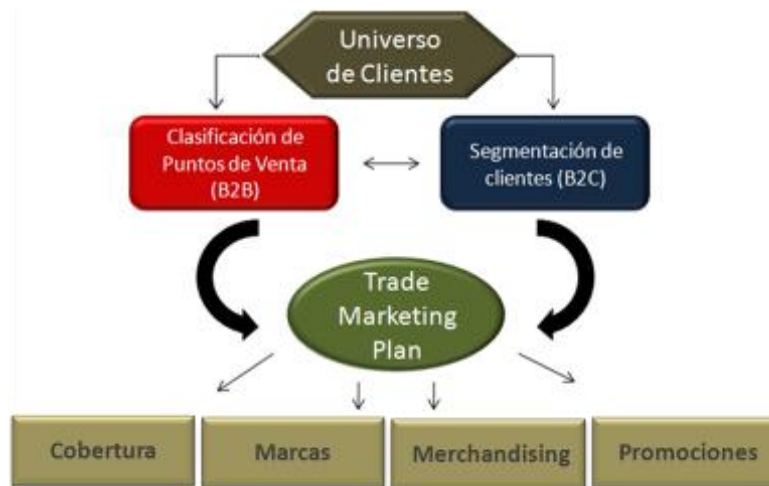 Universo
de Clientes
Clasificación de
Puntos de Venta
(B2B)
Segmentación de
clientes (B2C)
Trade
Marketing
Plan
Cobertura
Marcas
Merchandising
Promociones